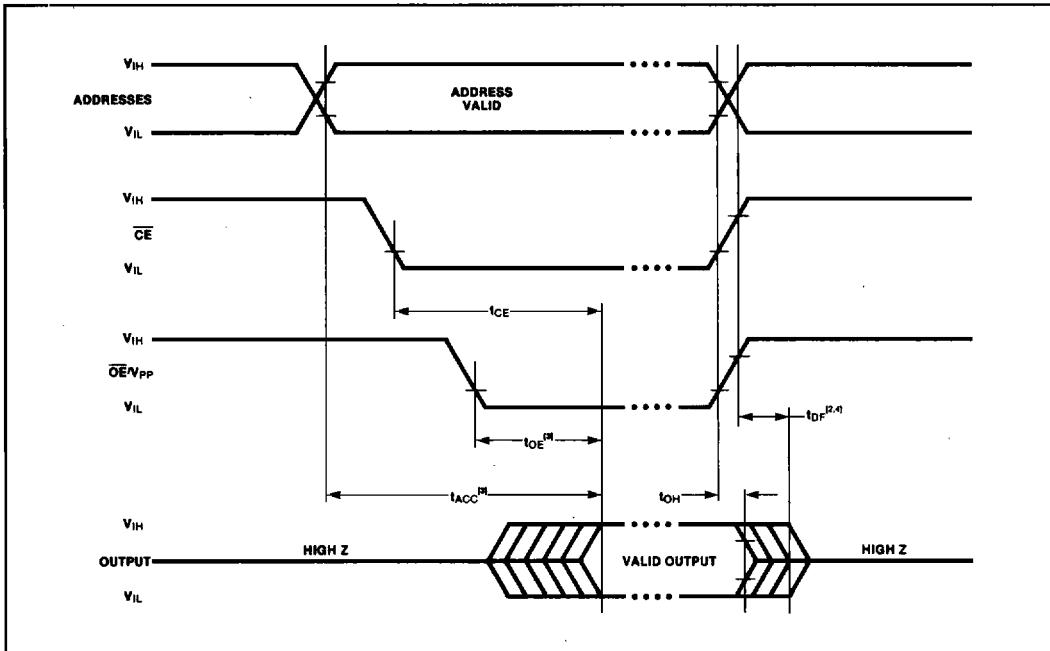 VIH
ADDRESSES
ADDRESS
VALID
VIL
VIH
CE
VIL
tCE
VIH
OE/VPP
VIL
tDF[2,4]
tOE[3]
tACC[3]
tOH
VIH
HIGH Z
OUTPUT
VALID OUTPUT
HIGH Z
VIL